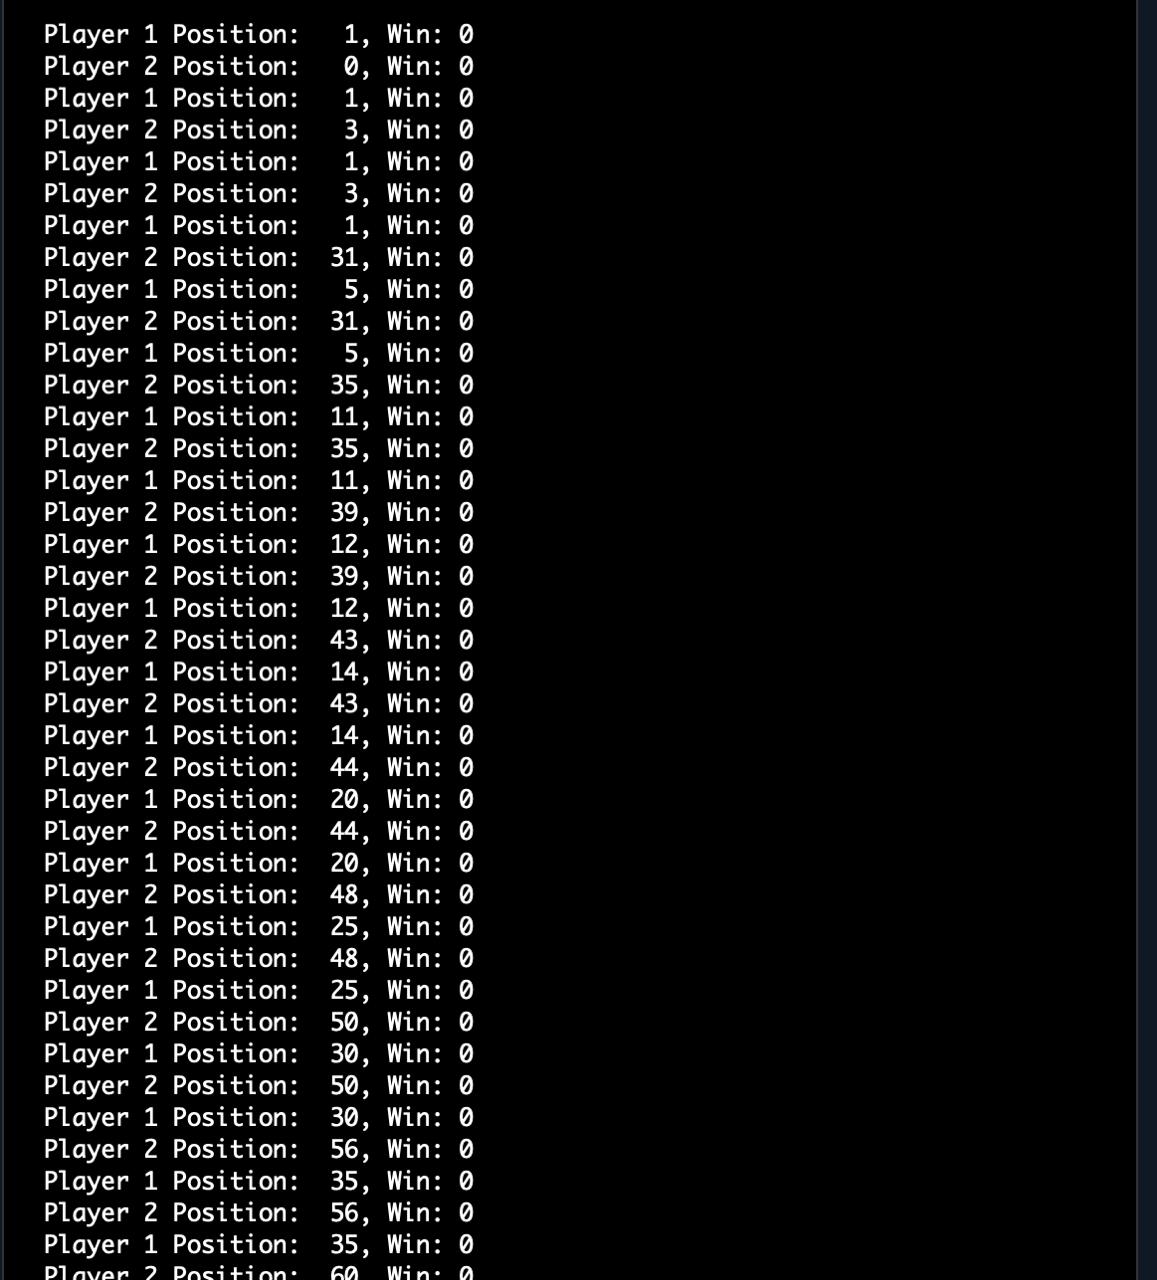 Player 1 Position:   1, Win: 0
Player 2 Position:   0, Win: 0
Player 1 Position:   1, Win: 0
Player 2 Position:   3, Win: 0
Player 1 Position:   1, Win: 0
Player 2 Position:   3, Win: 0
Player 1 Position:   1, Win: 0
Player 2 Position:  31, Win: 0
Player 1 Position:   5, Win: 0
Player 2 Position:  31, Win: 0
Player 1 Position:   5, Win: 0
Player 2 Position:  35, Win: 0
Player 1 Position:  11, Win: 0
Player 2 Position:  35, Win: 0
Player 1 Position:  11, Win: 0
Player 2 Position:  39, Win: 0
Player 1 Position:  12, Win: 0
Player 2 Position:  39, Win: 0
Player 1 Position:  12, Win: 0
Player 2 Position:  43, Win: 0
Player 1 Position:  14, Win: 0
Player 2 Position:  43, Win: 0
Player 1 Position:  14, Win: 0
Player 2 Position:  44, Win: 0
Player 1 Position:  20, Win: 0
Player 2 Position:  44, Win: 0
Player 1 Position:  20, Win: 0
Player 2 Position:  48, Win: 0
Player 1 Position:  25, Win: 0
Player 2 Position:  48, Win: 0
Player 1 Position:  25, Win: 0
Player 2 Position:  50, Win: 0
Player 1 Position:  30, Win: 0
Player 2 Position:  50, Win: 0
Player 1 Position:  30, Win: 0
Player 2 Position:  56, Win: 0
Player 1 Position:  35, Win: 0
Player 2 Position:  56, Win: 0
Player 1 Position:  35, Win: 0
Player 2 Position:  60, Win: 0